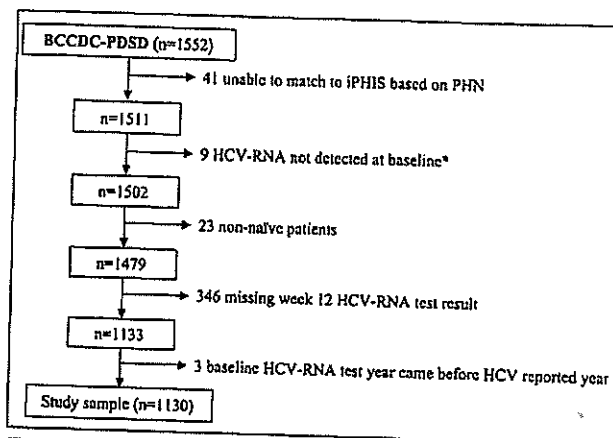 BCCDC-PDSD (n=1552)
41 unable to match to iPHIS based on PHN
n=1511
9 HCV-RNA not detected at baseline*
n=1502
23 non-naïve patients
n=1479
346 missing week 12 HCV-RNA test result
n=1133
3 baseline HCV-RNA test year came before HCV reported year
Study sample (n=1130)